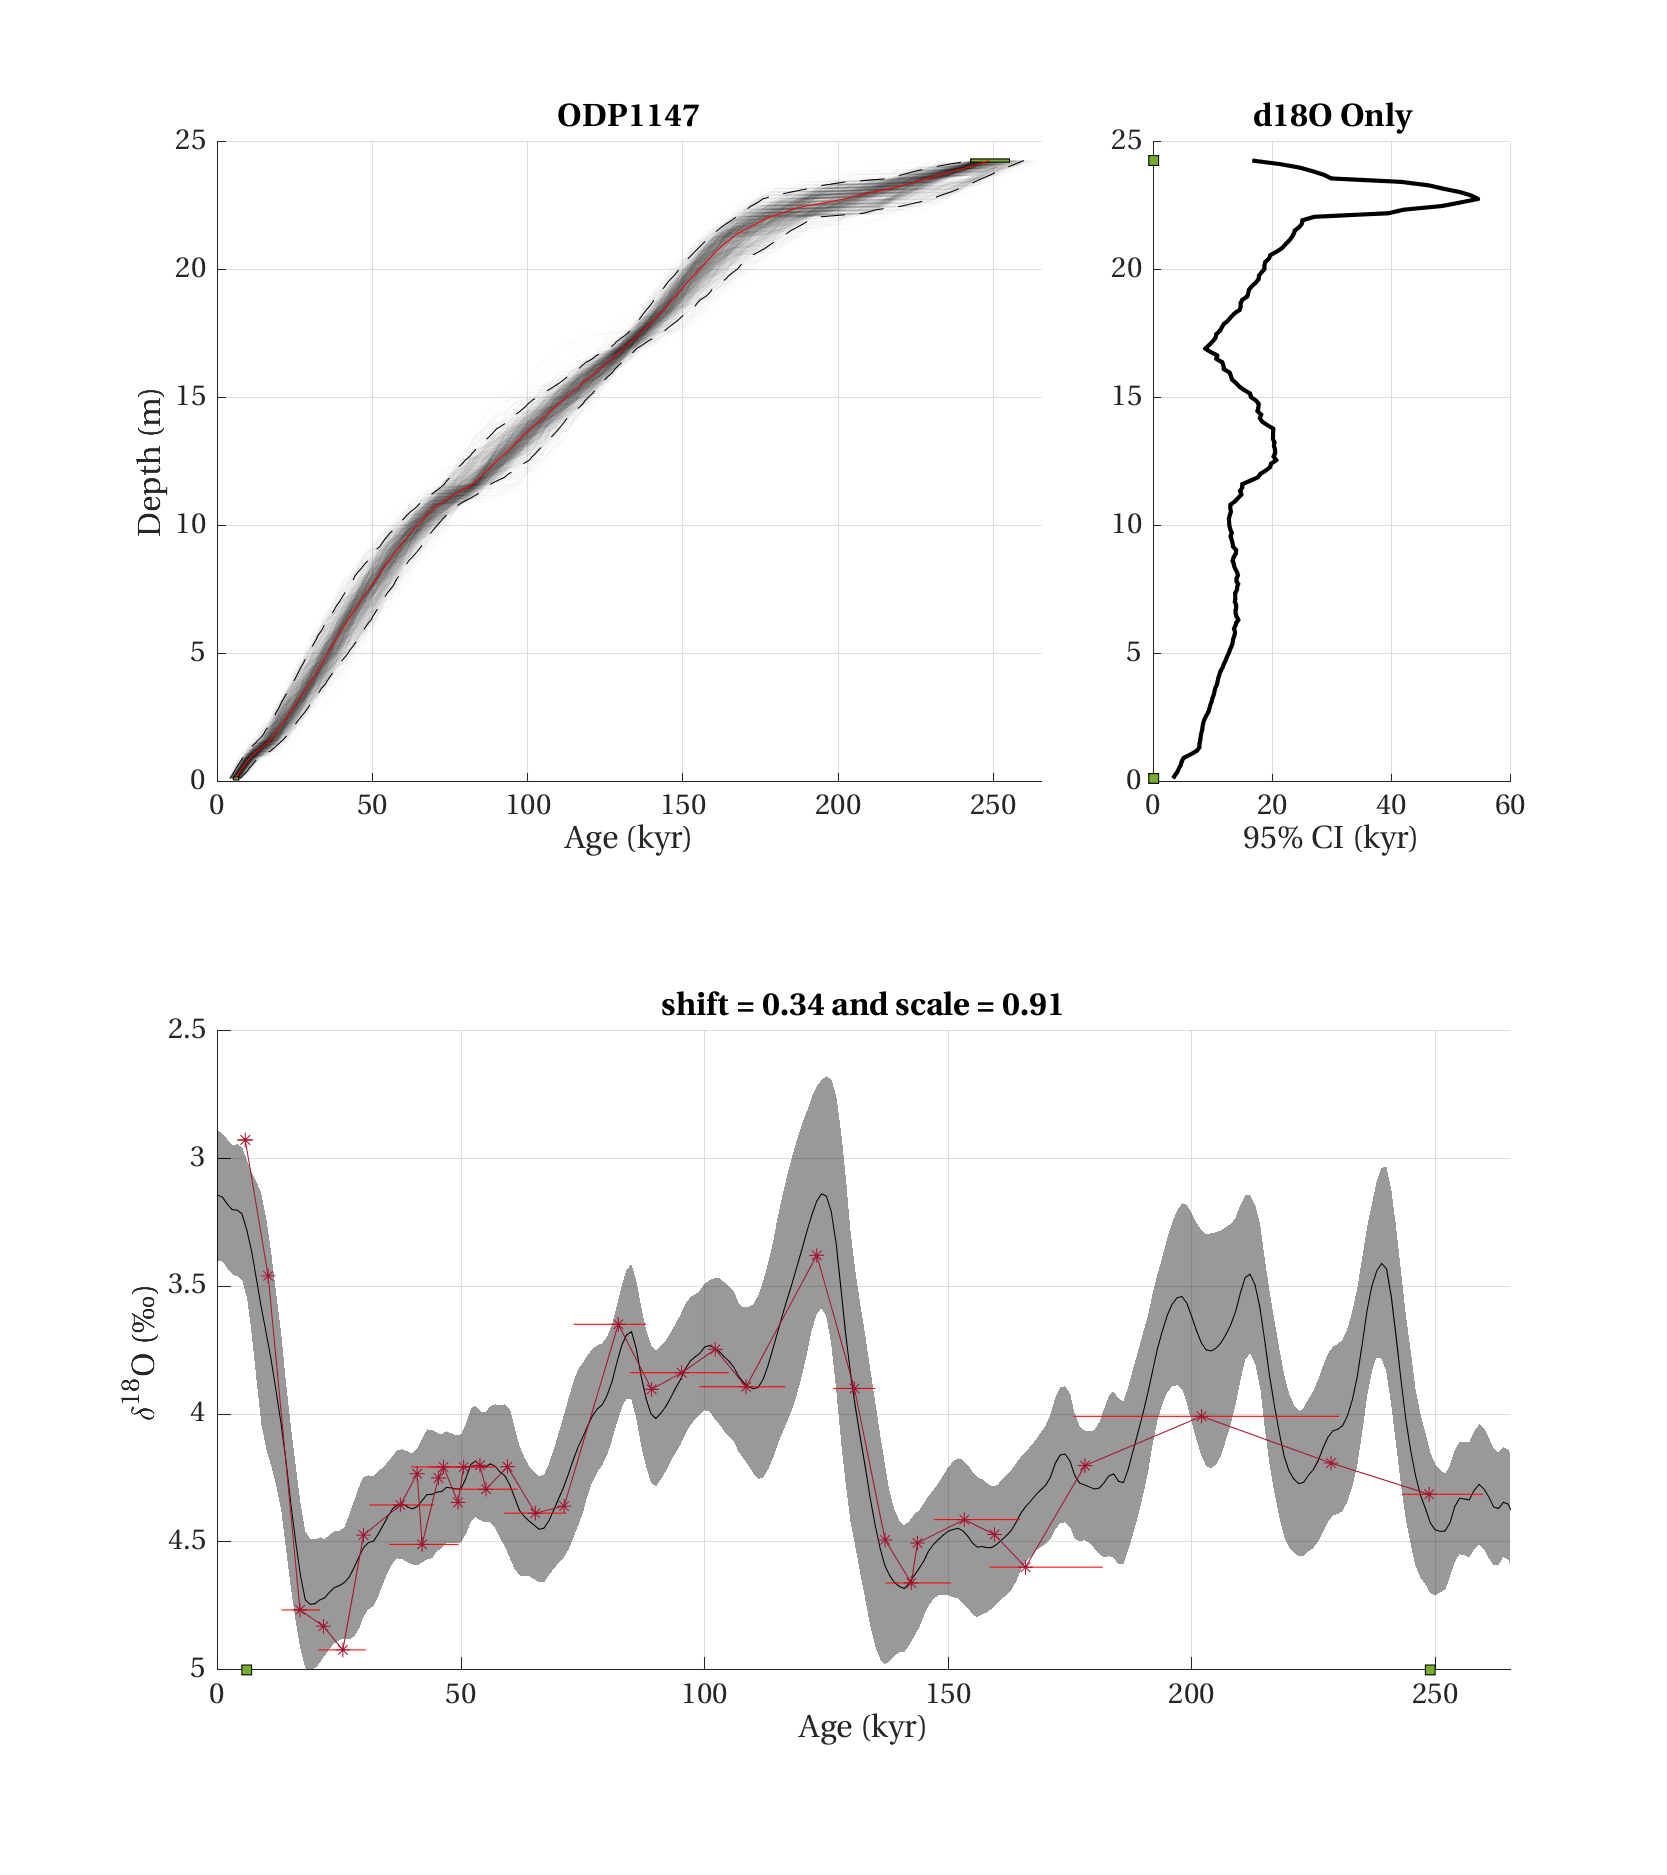 ODP1147
d18O Only
25
20
15
10
5
0
Depth (m)
0 50 100 150 200 250
Age (kyr)
25
20
15
10
5
0
0 20 40 60
95% CI (kyr)
shift = 0.34 and scale = 0.91
2.5
3
3.5
4
4.5
5
δ¹⁸O (‰)
0 50 100 150 200 250
Age (kyr)